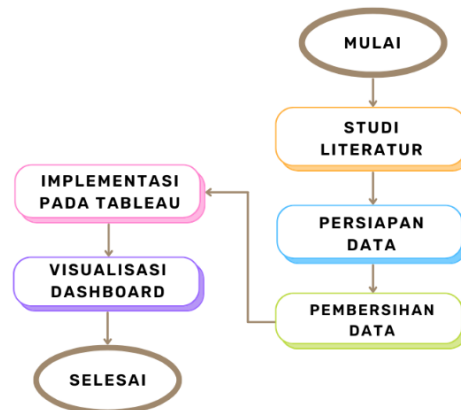 MULAI
STUDI
LITERATUR
PERSIAPAN
DATA
PEMBERSIHAN
DATA
IMPLEMENTASI
PADA TABLEAU
VISUALISASI
DASHBOARD
SELESAI